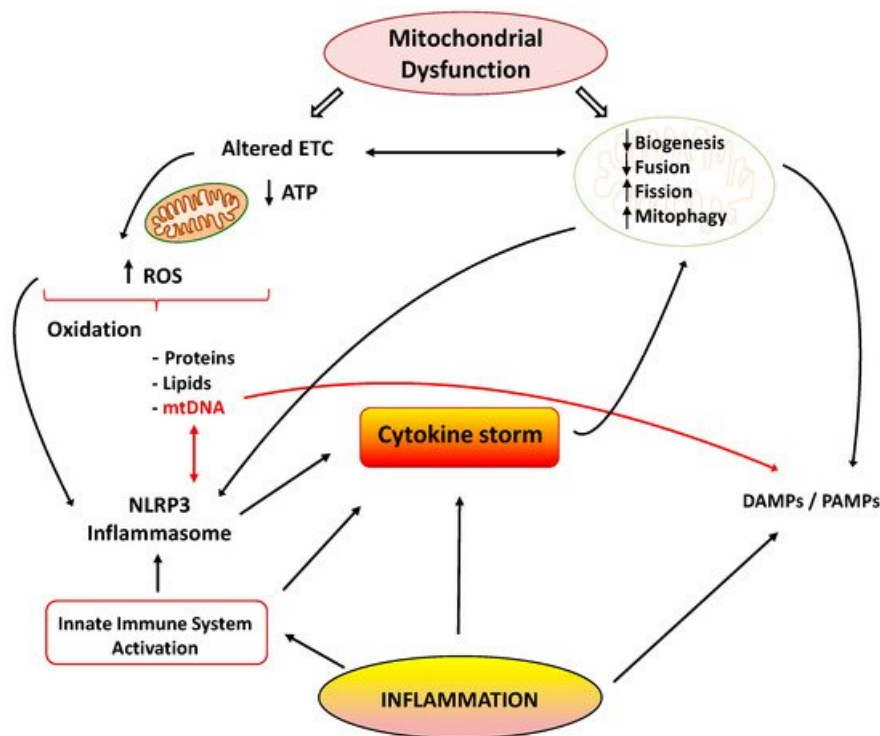 Mitochondrial
Dysfunction
Altered ETC
↓ ATP
↓ Biogenesis
↓ Fusion
↑ Fission
↑ Mitophagy
↑ ROS
Oxidation
- Proteins
- Lipids
- mtDNA
Cytokine storm
NLRP3
Inflammasome
DAMPs / PAMPs
Innate Immune System
Activation
INFLAMMATION